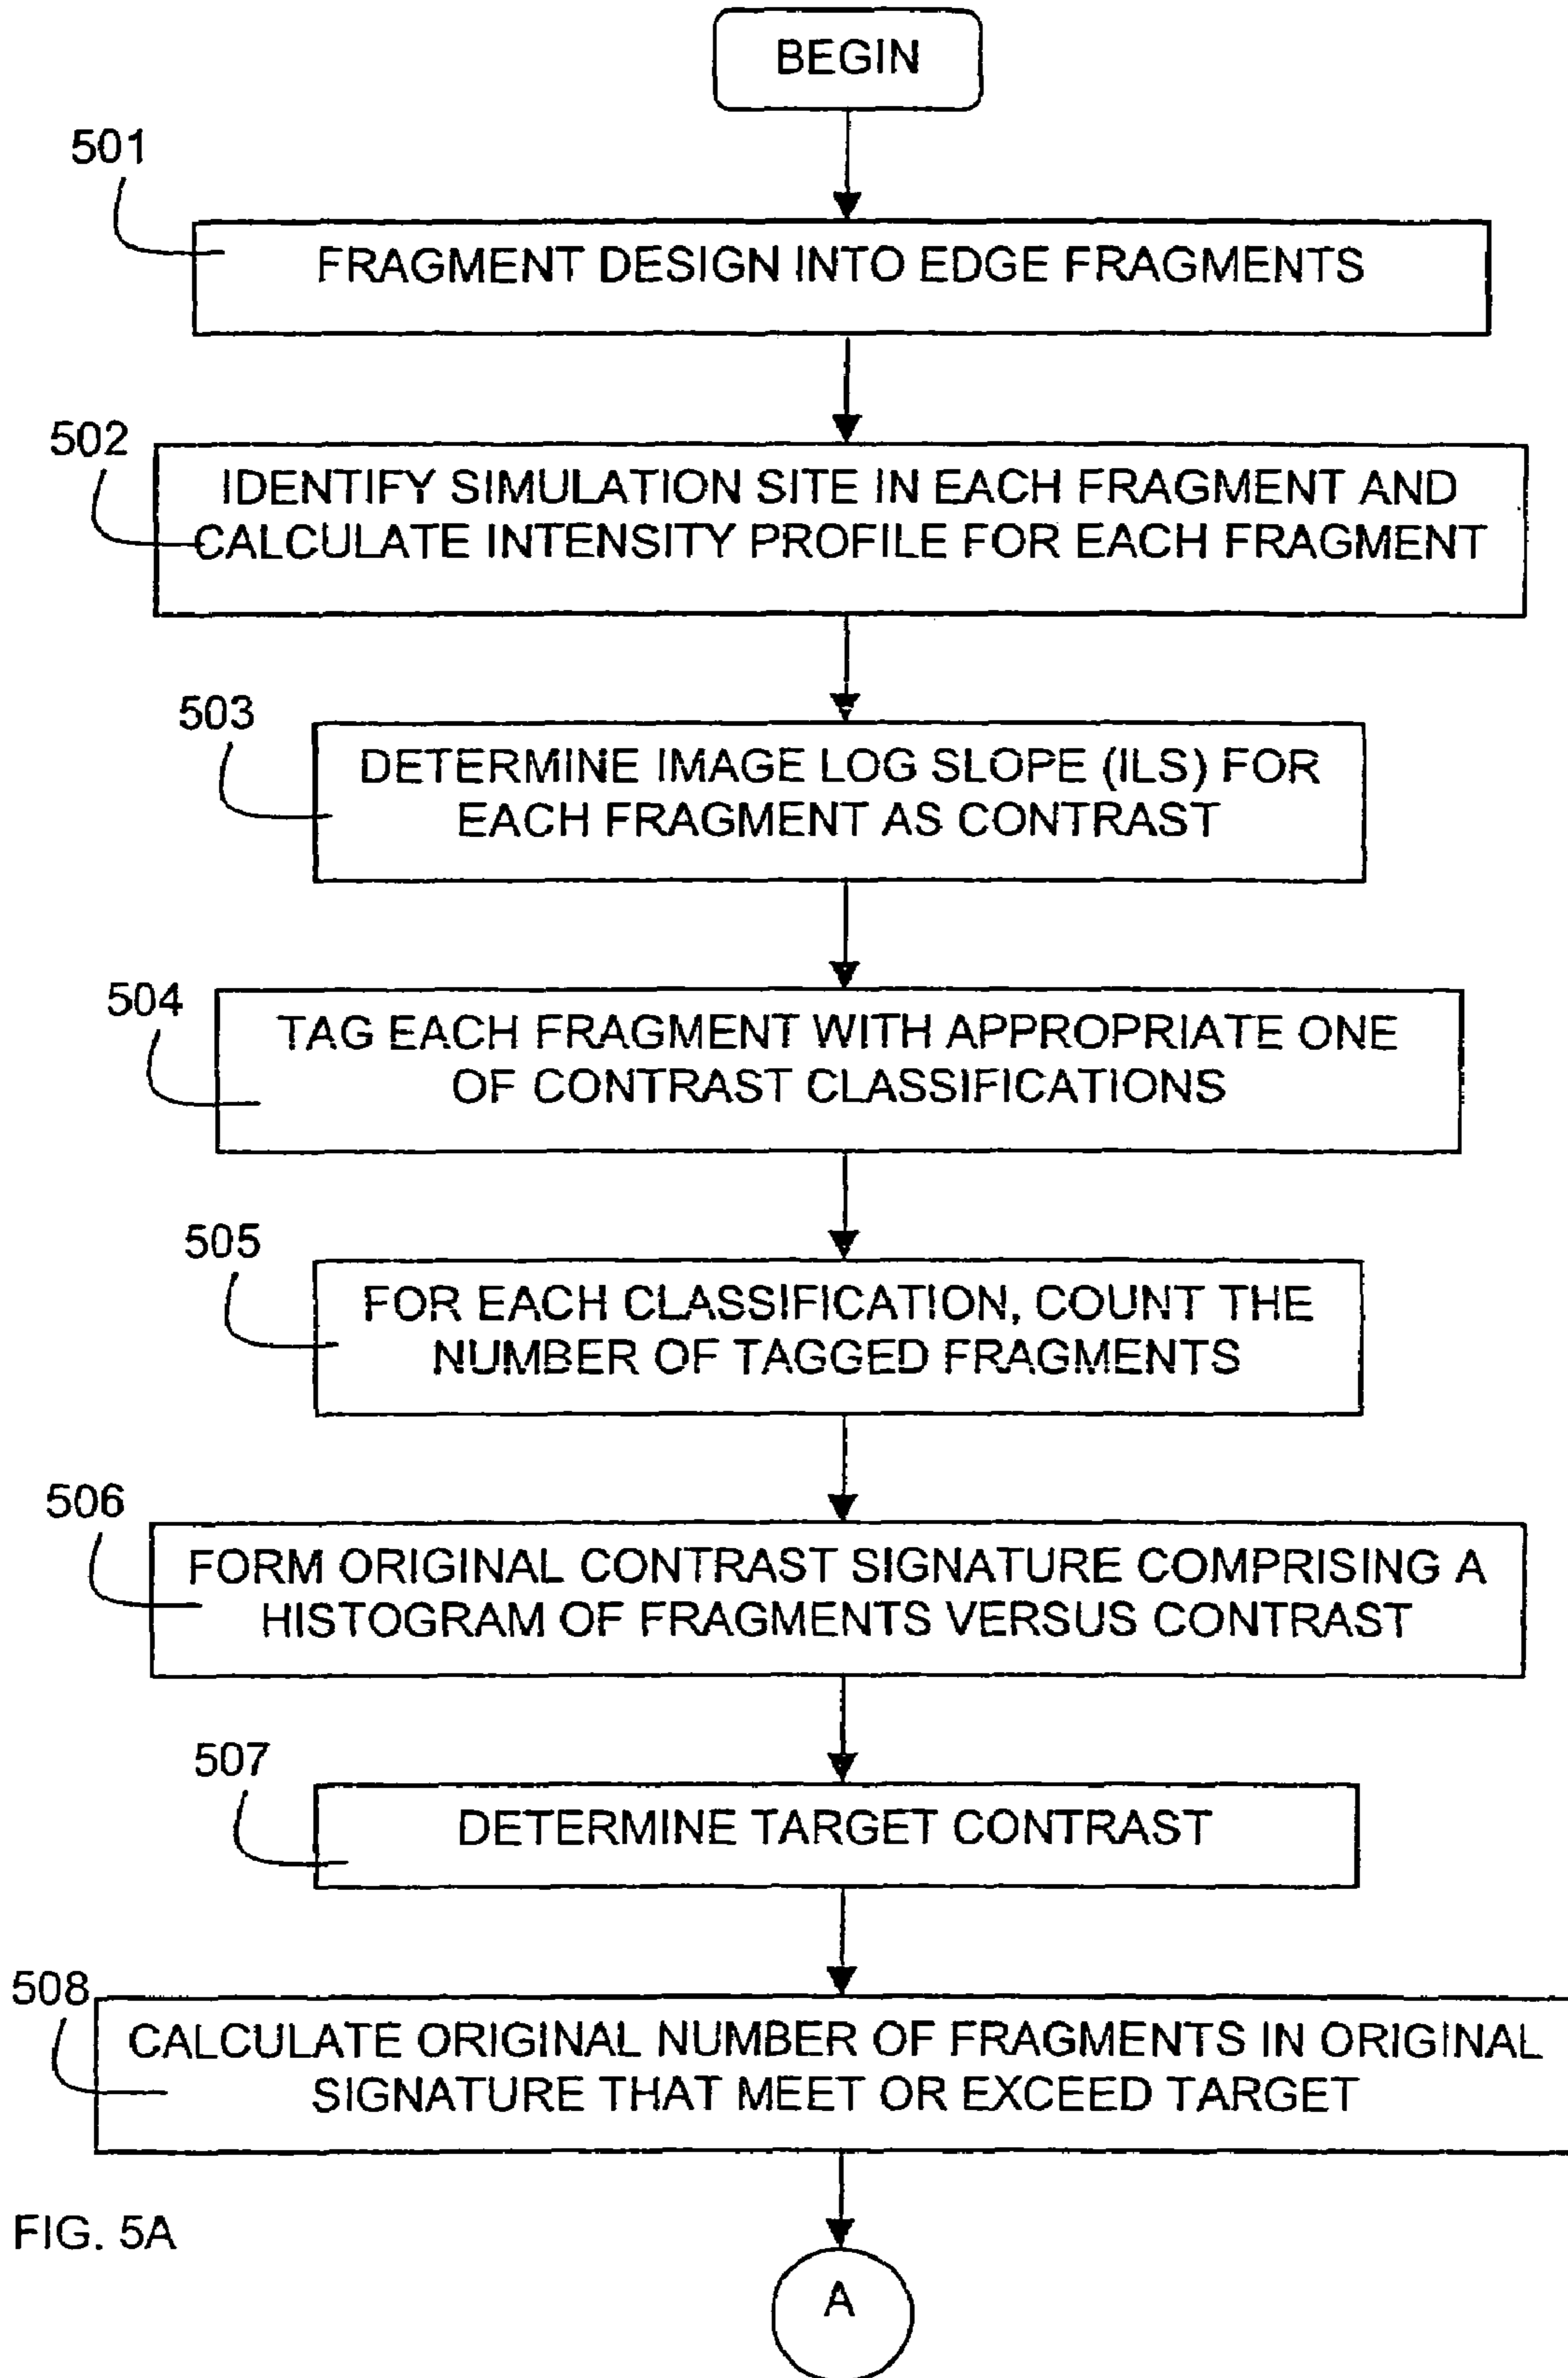 BEGIN
501
FRAGMENT DESIGN INTO EDGE FRAGMENTS
502
IDENTIFY SIMULATION SITE IN EACH FRAGMENT AND
CALCULATE INTENSITY PROFILE FOR EACH FRAGMENT
503
DETERMINE IMAGE LOG SLOPE (ILS) FOR
EACH FRAGMENT AS CONTRAST
504
TAG EACH FRAGMENT WITH APPROPRIATE ONE
OF CONTRAST CLASSIFICATIONS
505
FOR EACH CLASSIFICATION, COUNT THE
NUMBER OF TAGGED FRAGMENTS
506
FORM ORIGINAL CONTRAST SIGNATURE COMPRISING A
HISTOGRAM OF FRAGMENTS VERSUS CONTRAST
507
DETERMINE TARGET CONTRAST
508
CALCULATE ORIGINAL NUMBER OF FRAGMENTS IN ORIGINAL
SIGNATURE THAT MEET OR EXCEED TARGET
FIG. 5A
A